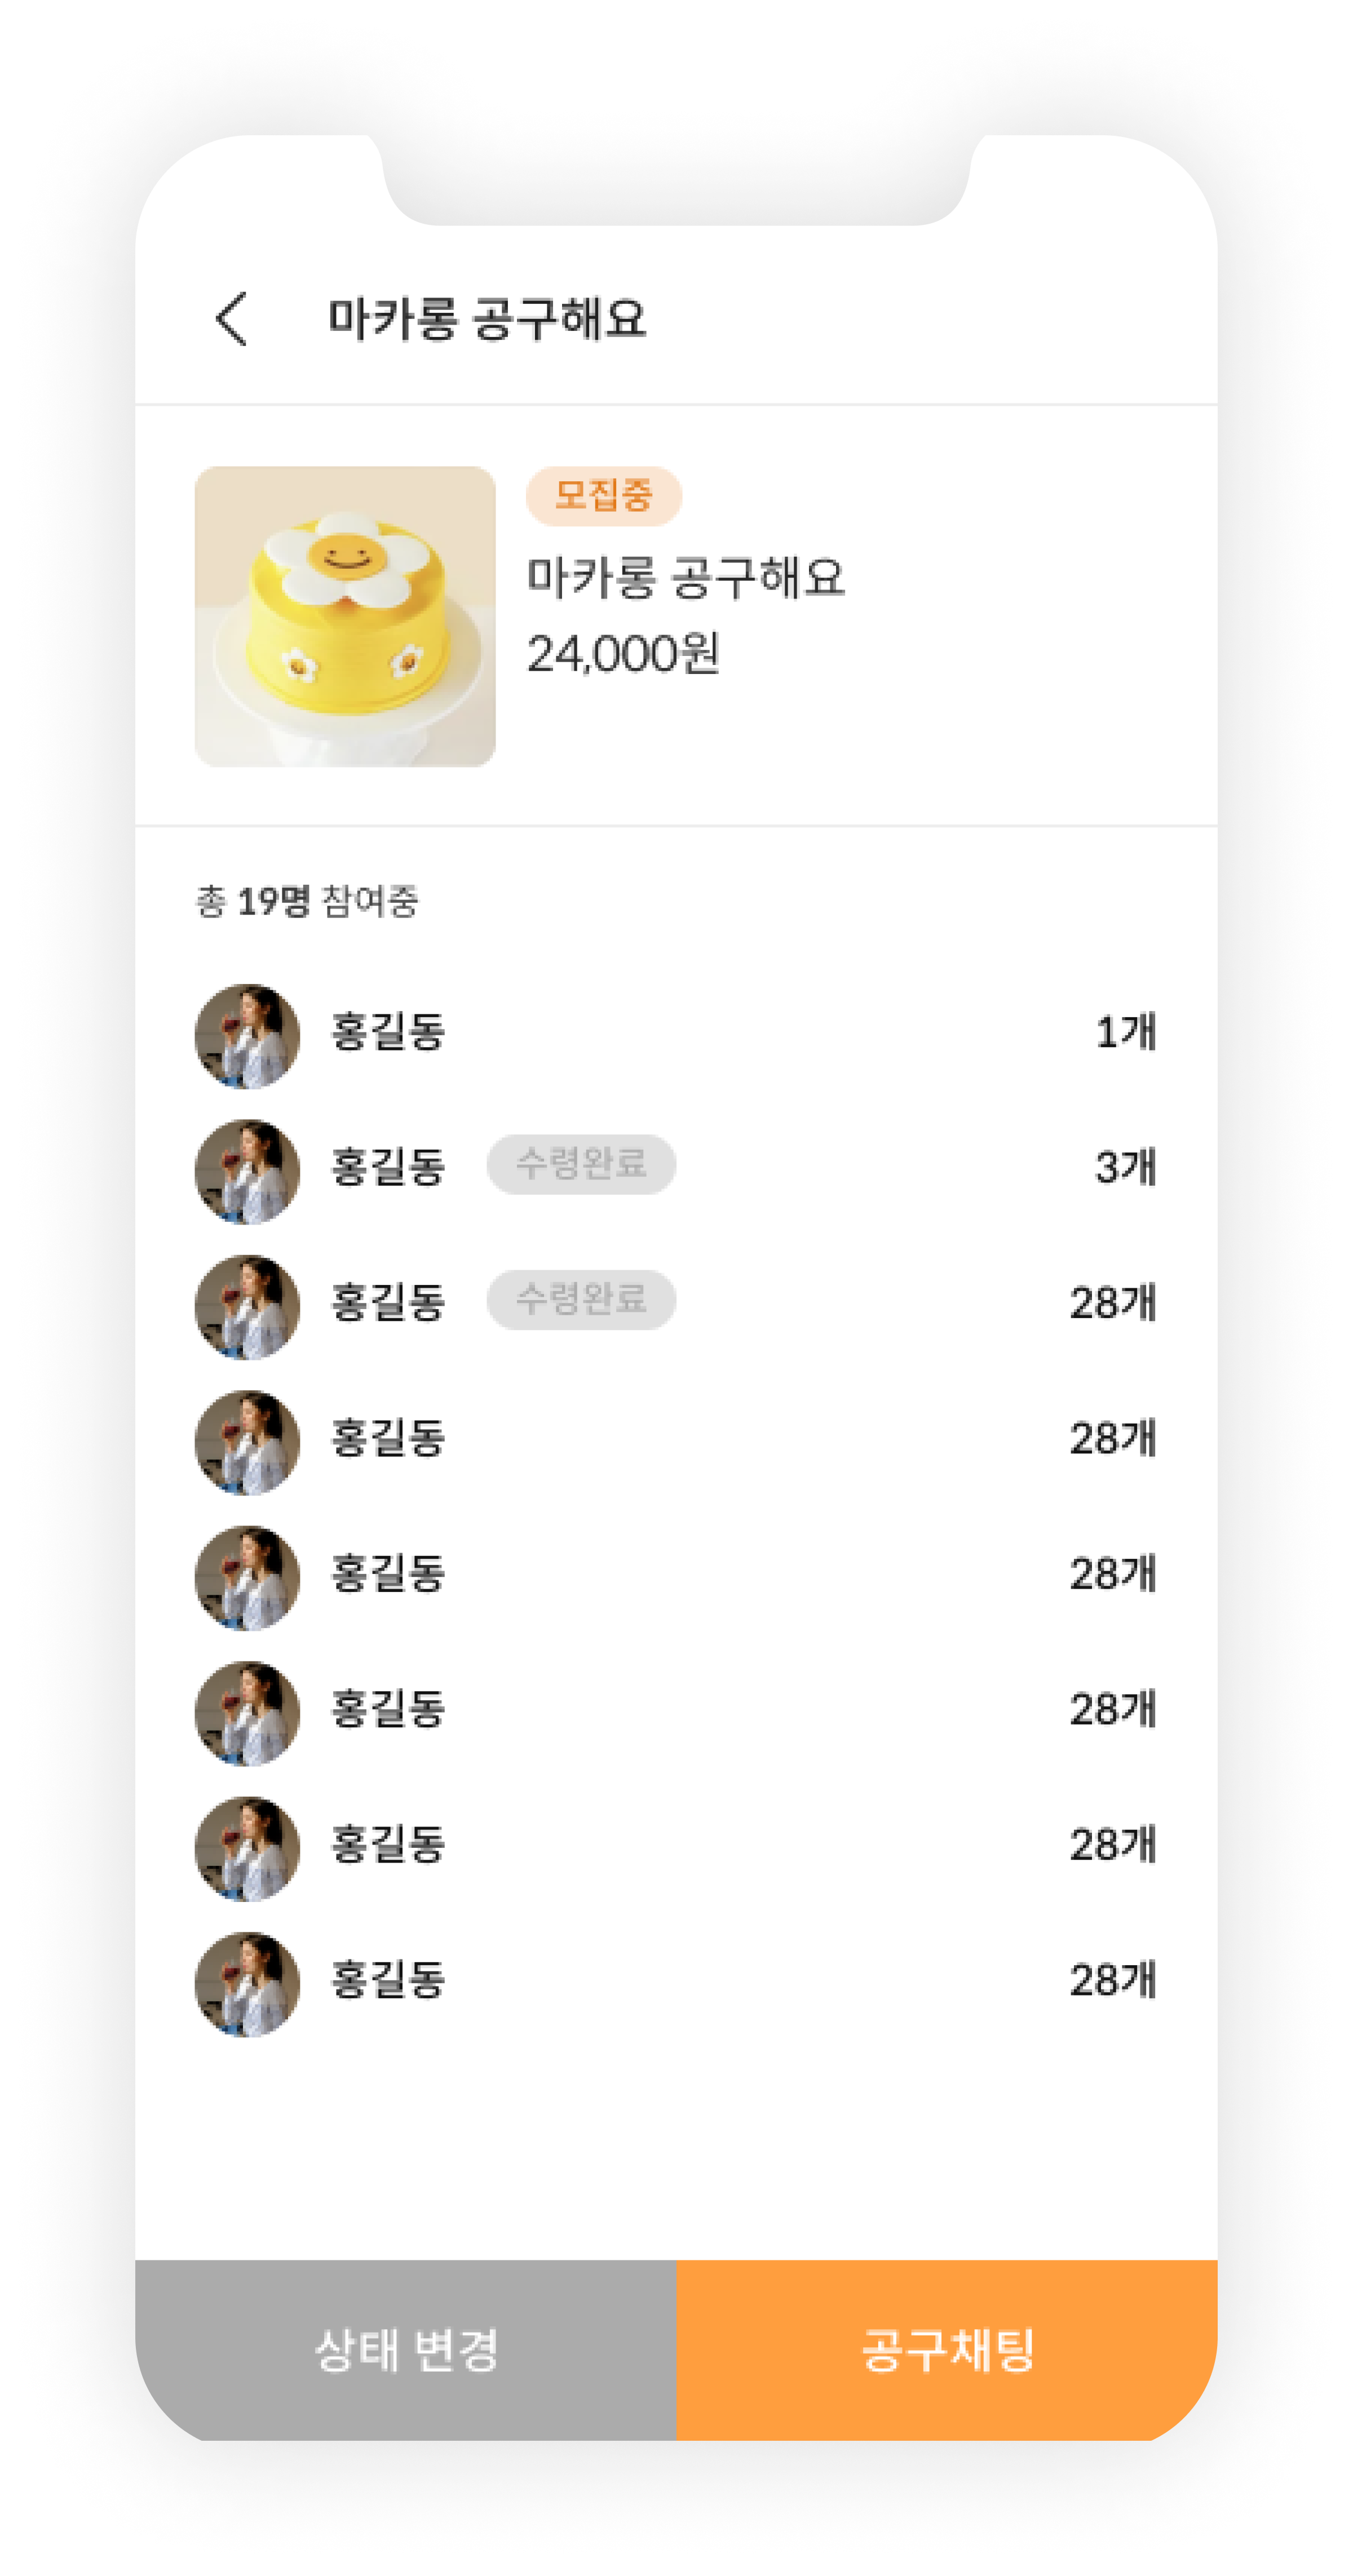 마카롱 공구해요
모집중
마카롱 공구해요
24,000원
총 19명 참여중
홍길동 1개
홍길동 수령완료 3개
홍길동 수령완료 28개
홍길동 28개
홍길동 28개
홍길동 28개
홍길동 28개
홍길동 28개
상태 변경 공구채팅